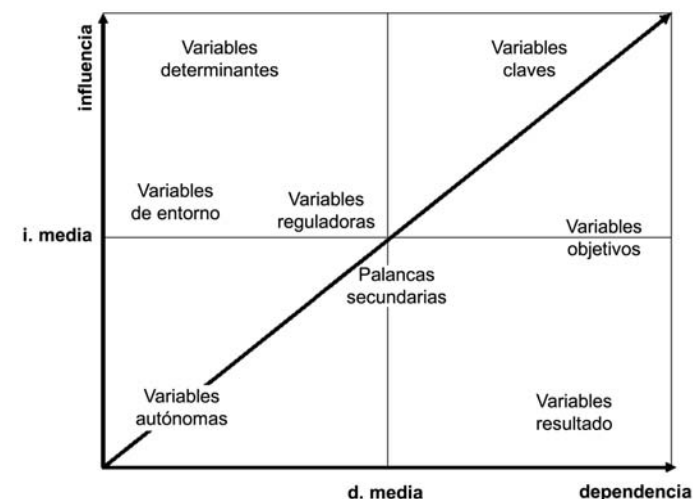 influencia
Variables
determinantes
Variables
claves
Variables
de entorno
Variables
reguladoras
i. media
Variables
objetivos
Palancas
secundarias
Variables
autónomas
Variables
resultado
d. media
dependencia